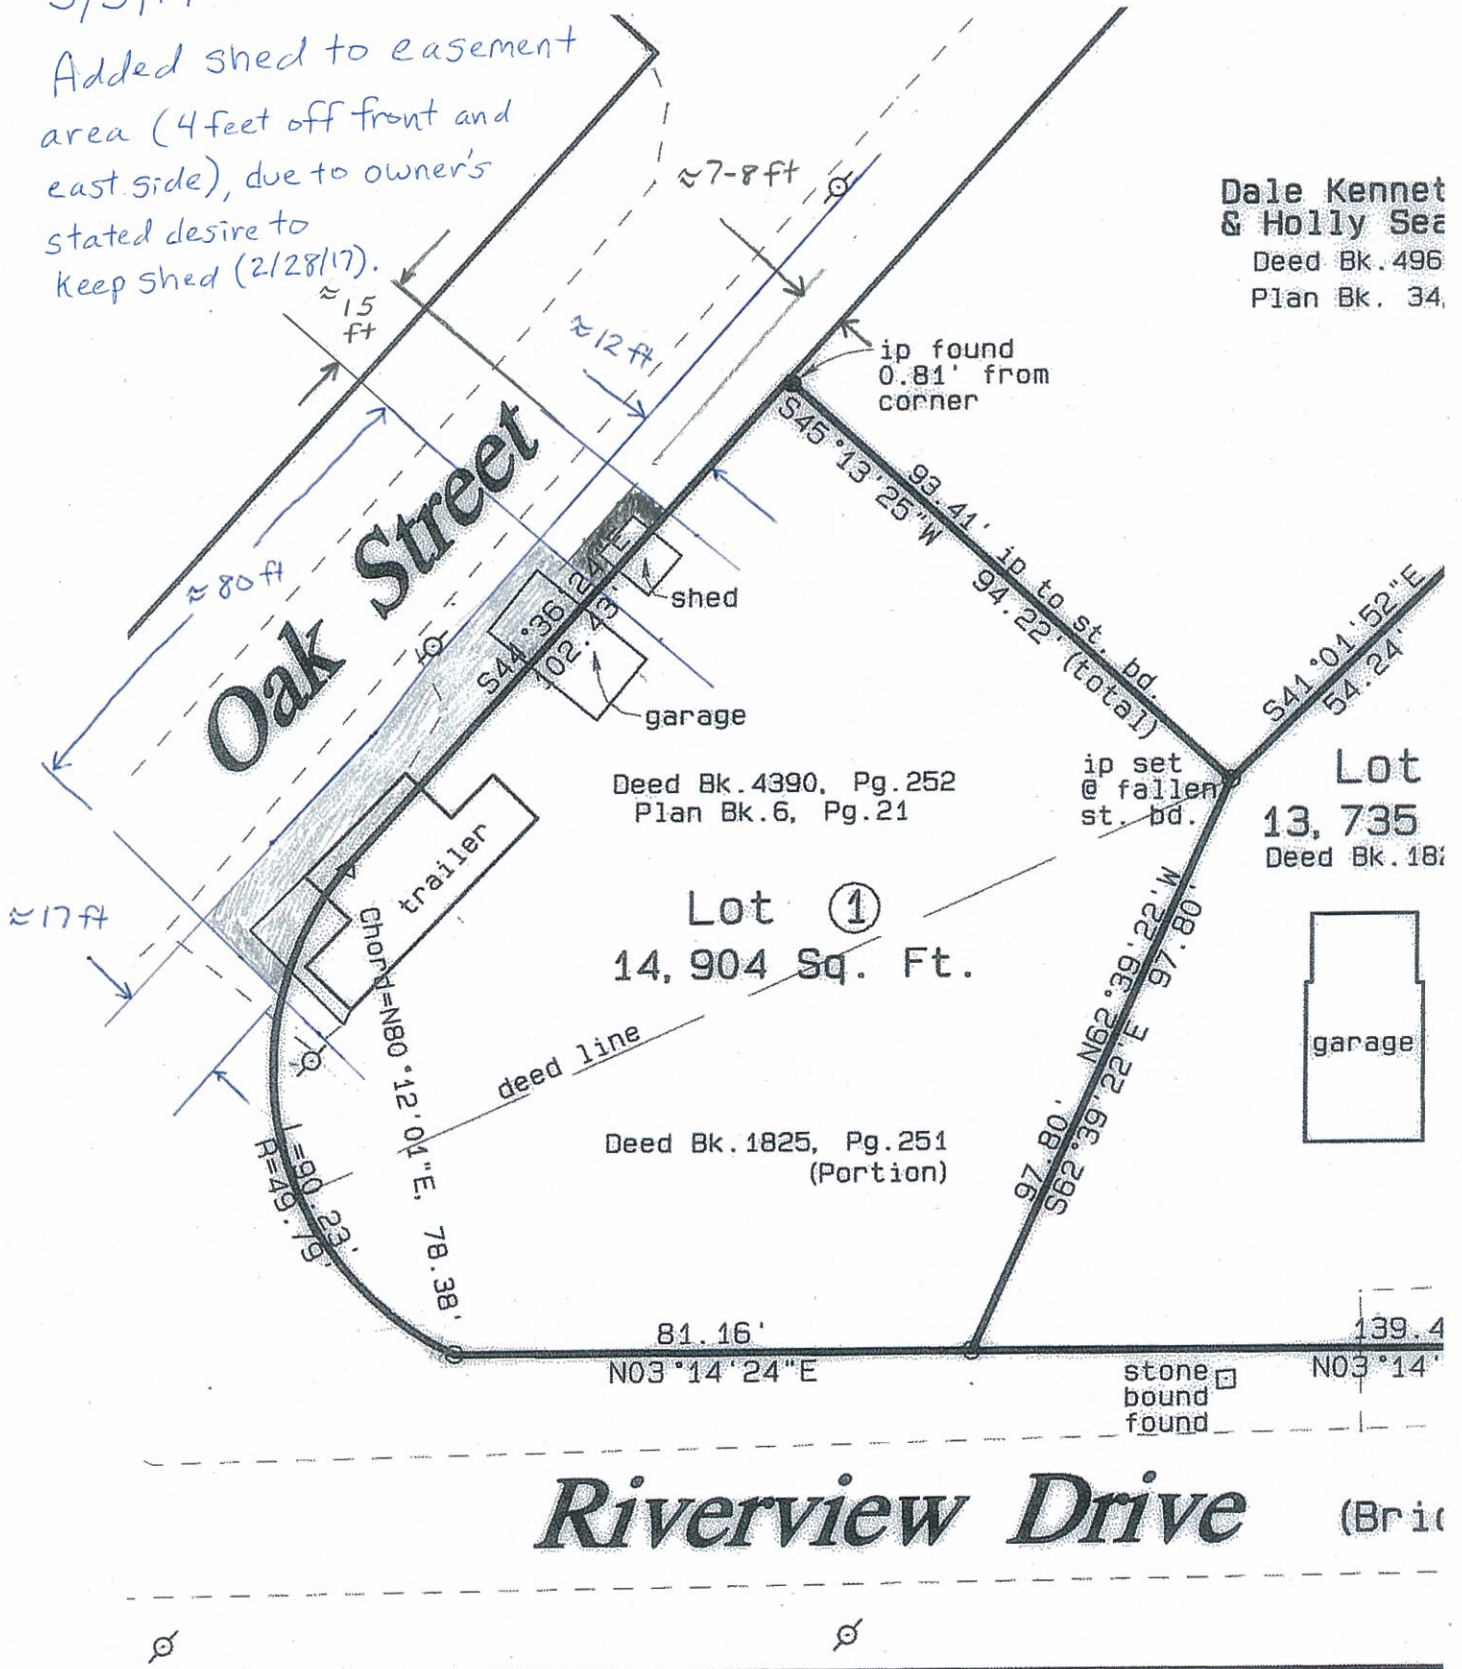 Added shed to easement
area (4 feet off front and
east side), due to owner's
stated desire to
keep shed (2/28/17).
≈7-8ft
≈
15
ft
≈12 ft
Dale Kennet
& Holly Sea
Deed Bk.496
Plan Bk. 34,
ip found
0.81' from
corner
S45°13'25"W
93.41' ip to st. bd.
94.22' (total)
≈80 ft
Oak Street
S44°36'24"E
102.43'
shed
garage
S41°01'52"E
54.24'
Deed Bk.4390, Pg.252
Plan Bk.6, Pg.21
ip set
@ fallen
st. bd.
Lot
13,735
Deed Bk.182
trailer
≈17ft
Lot 1
14,904 Sq. Ft.
Chord=N80°12'01"E, 78.38'
N62°39'22"W
97.80'
garage
deed line
97.80'
S62°39'22"E
Deed Bk.1825, Pg.251
(Portion)
L=90.23'
R=49.79'
81.16'
N03°14'24"E
139.4
N03°14'
stone
bound
found
Riverview Drive (Bri